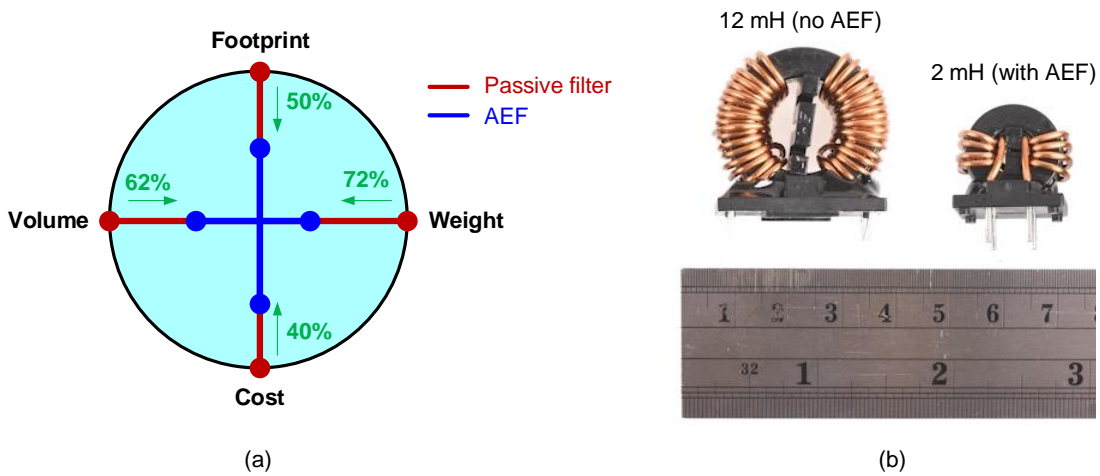 Footprint
50%
Passive filter
AEF
62%
72%
Volume
Weight
40%
Cost
(a)
12 mH (no AEF)
2 mH (with AEF)
1 2 3 4 5 6 7
32 1 2 3
(b)